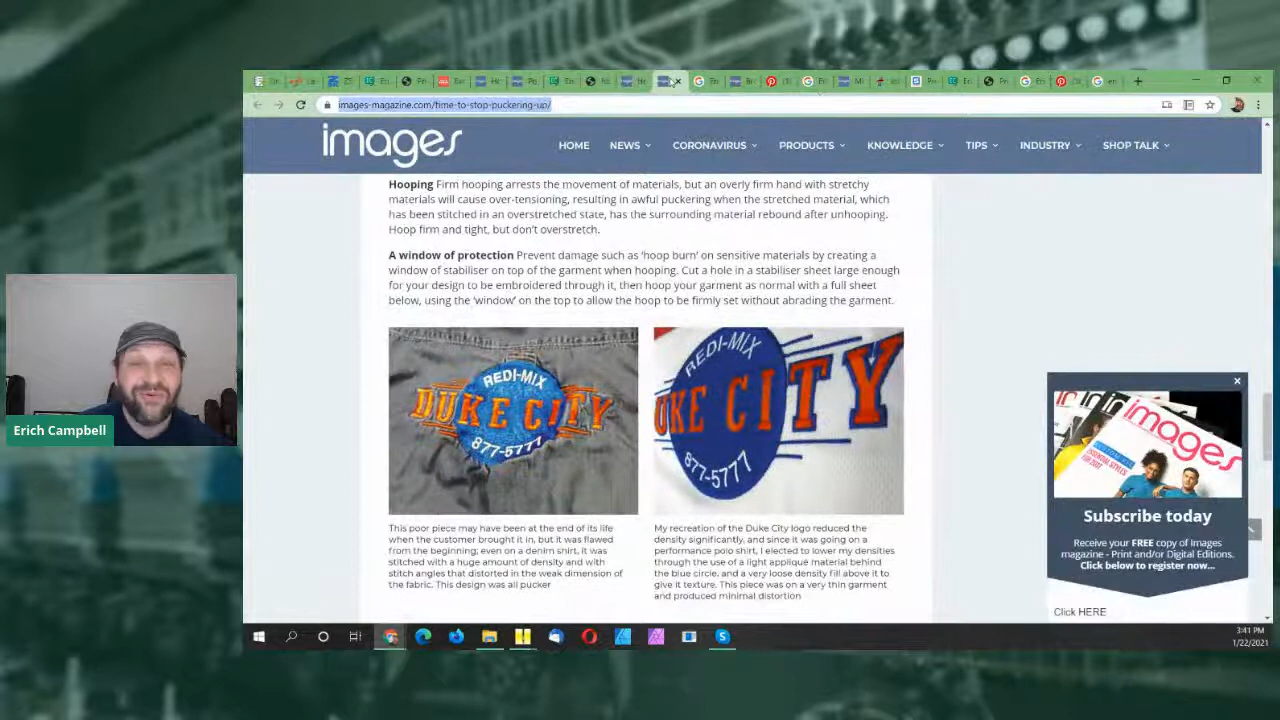 images-magazine.com/time-to-stop-puckering-up/
images
HOME NEWS CORONAVIRUS PRODUCTS KNOWLEDGE TIPS INDUSTRY SHOP TALK
Hooping Firm hooping arrests the movement of materials, but an overly firm hand with stretchy
materials will cause over-tensioning, resulting in awful puckering when the stretched material, which
has been stitched in an overstretched state, has the surrounding material rebound after unhooping.
Hoop firm and tight, but don't overstretch.
A window of protection Prevent damage such as 'hoop burn' on sensitive materials by creating a
window of stabiliser on top of the garment when hooping. Cut a hole in a stabiliser sheet large enough
for your design to be embroidered through it, then hoop your garment as normal with a full sheet
below, using the 'window' on the top to allow the hoop to be firmly set without abrading the garment.
REDI-MIX
DUKE CITY
877-5777
REDI-MIX
UKE CITY
877-5777
This poor piece may have been at the end of its life
when the customer brought it in, but it was flawed
from the beginning; even on a denim shirt, it was
stitched with a huge amount of density and with
stitch angles that distorted in the weak dimension of
the fabric. This design was all pucker
My recreation of the Duke City logo reduced the
density significantly, and since it was going on a
performance polo shirt, I elected to lower my densities
through the use of a light appliqué material behind
the blue circle, and a very loose density fill above it to
give it texture. This piece was on a very thin garment
and produced minimal distortion
images
Subscribe today
Receive your FREE copy of Images
magazine - Print and/or Digital Editions.
Click below to register now...
Click HERE
Erich Campbell
3:41 PM
1/22/2021